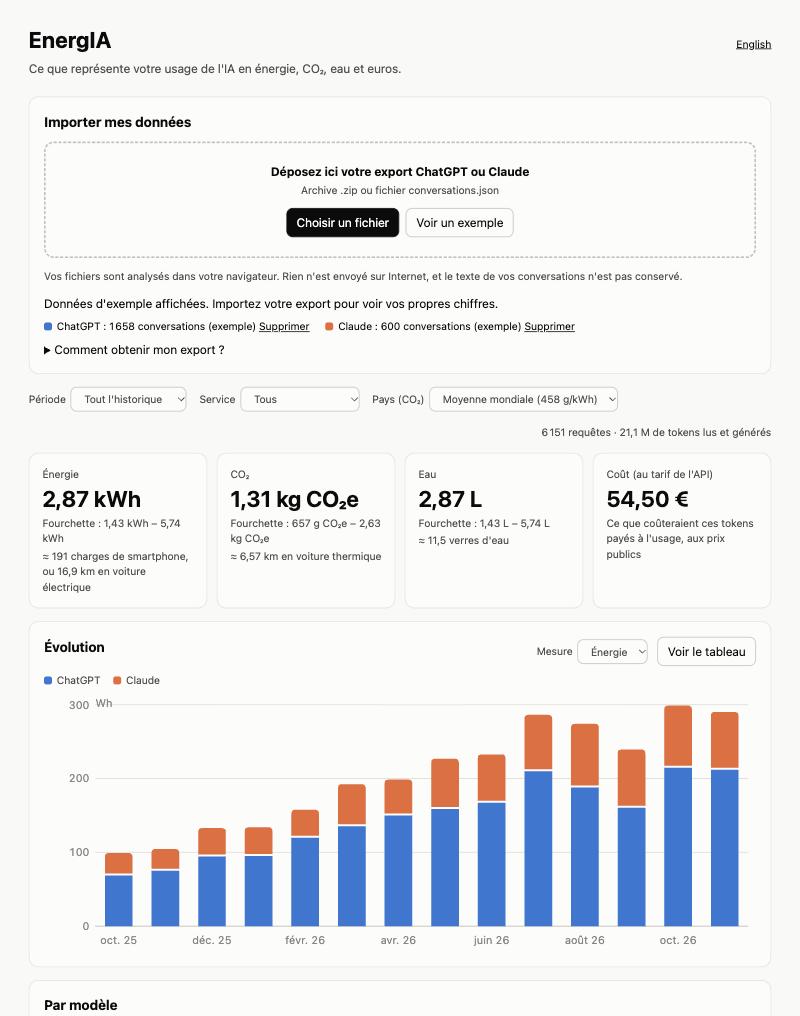 EnergIA
English
Ce que représente votre usage de l'IA en énergie, CO₂, eau et euros.
Importer mes données
Déposez ici votre export ChatGPT ou Claude
Archive .zip ou fichier conversations.json
Choisir un fichier
Voir un exemple
Vos fichiers sont analysés dans votre navigateur. Rien n'est envoyé sur Internet, et le texte de vos conversations n'est pas conservé.
Données d'exemple affichées. Importez votre export pour voir vos propres chiffres.
ChatGPT : 1 658 conversations (exemple) Supprimer
Claude : 600 conversations (exemple) Supprimer
Comment obtenir mon export ?
Période Tout l'historique
Service Tous
Pays (CO₂) Moyenne mondiale (458 g/kWh)
6 151 requêtes · 21,1 M de tokens lus et générés
Énergie
2,87 kWh
Fourchette : 1,43 kWh – 5,74
kWh
≈ 191 charges de smartphone,
ou 16,9 km en voiture
électrique
CO₂
1,31 kg CO₂e
Fourchette : 657 g CO₂e – 2,63
kg CO₂e
≈ 6,57 km en voiture thermique
Eau
2,87 L
Fourchette : 1,43 L – 5,74 L
≈ 11,5 verres d'eau
Coût (au tarif de l'API)
54,50 €
Ce que coûteraient ces tokens
payés à l'usage, aux prix
publics
Évolution
Mesure Énergie
Voir le tableau
ChatGPT
Claude
300 Wh
200
100
0
oct. 25
déc. 25
févr. 26
avr. 26
juin 26
août 26
oct. 26
Par modèle